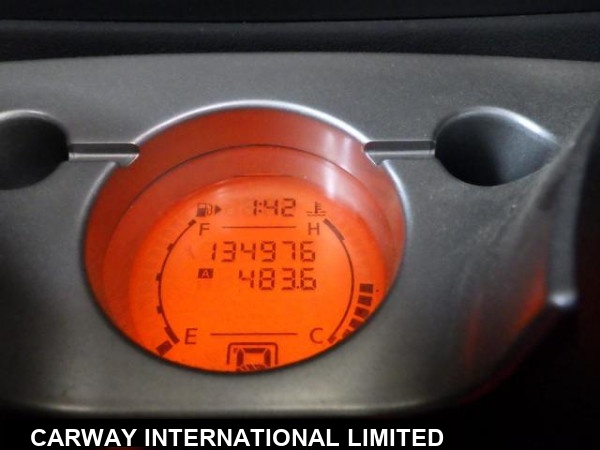 1:42
F H
134976
A 483.6
E C
CARWAY INTERNATIONAL LIMITED